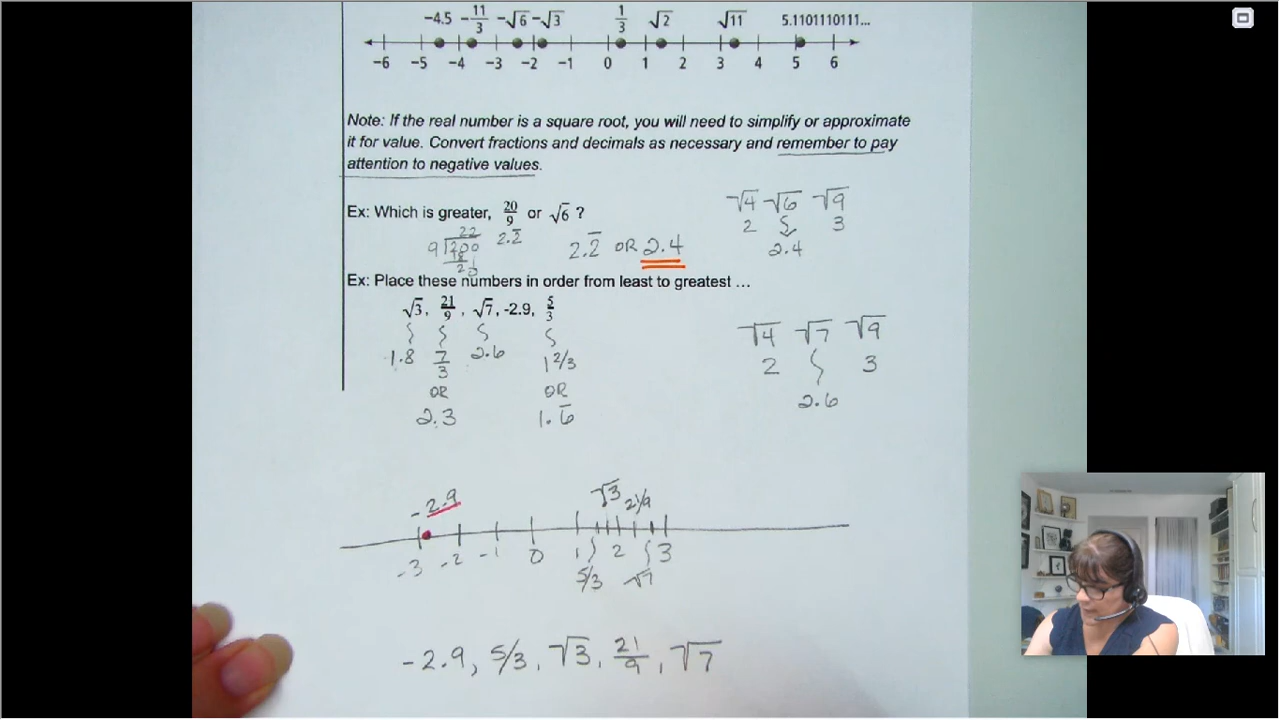 -4.5 -11/3 -√6 -√3 1/3 √2 √11 5.1101110111...
-6 -5 -4 -3 -2 -1 0 1 2 3 4 5 6
Note: If the real number is a square root, you will need to simplify or approximate
it for value. Convert fractions and decimals as necessary and remember to pay
attention to negative values.
√4 √6 √9
2 3
2.4
Ex: Which is greater, 20/9 or √6 ?
22
9 200 2.2̅ 2.2̅ OR 2.4
18
20
Ex: Place these numbers in order from least to greatest ...
√3, 21/9, √7, -2.9, 5/3
1.8 7/3 2.6 1 2/3
OR OR
2.3 1.6̅
√4 √7 √9
2 3
2.6
-2.9 √3 21/9
-3 -2 -1 0 1 2 3
5/3 √7
-2.9, 5/3, √3, 21/9, √7